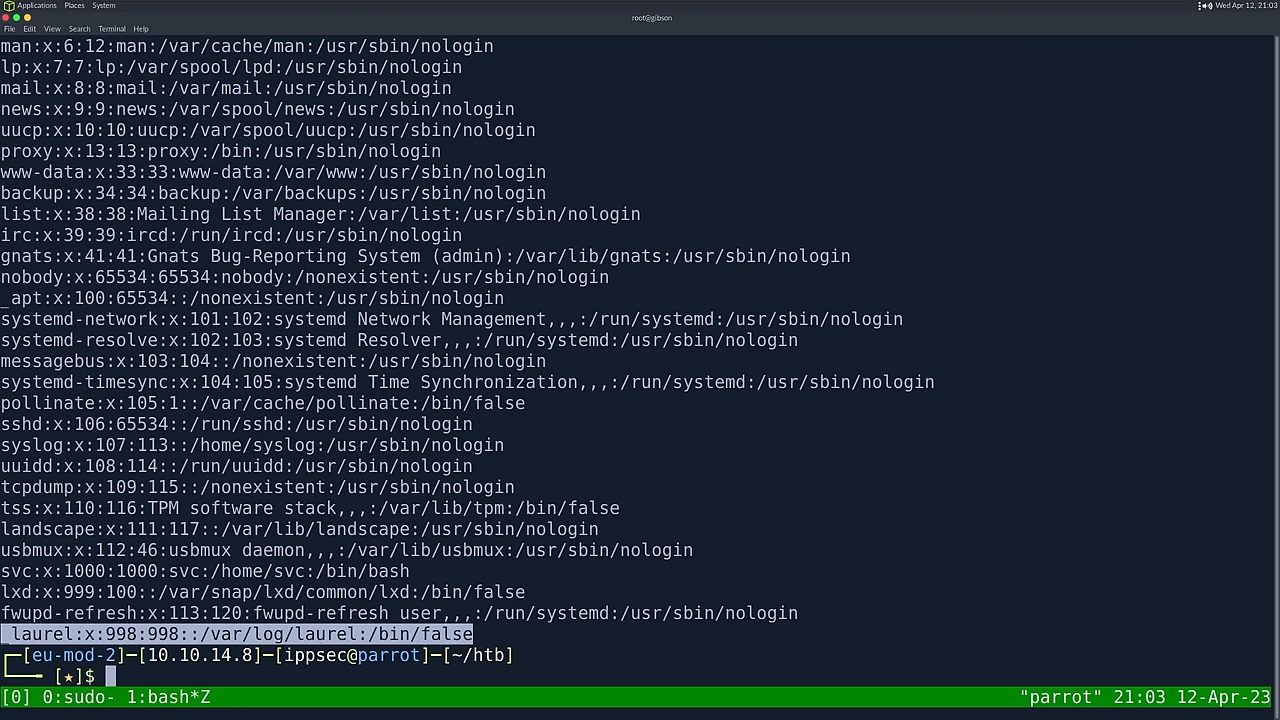 Applications Places System Wed Apr 12, 21:03
root@gibson
File Edit View Search Terminal Help
man:x:6:12:man:/var/cache/man:/usr/sbin/nologin
lp:x:7:7:lp:/var/spool/lpd:/usr/sbin/nologin
mail:x:8:8:mail:/var/mail:/usr/sbin/nologin
news:x:9:9:news:/var/spool/news:/usr/sbin/nologin
uucp:x:10:10:uucp:/var/spool/uucp:/usr/sbin/nologin
proxy:x:13:13:proxy:/bin:/usr/sbin/nologin
www-data:x:33:33:www-data:/var/www:/usr/sbin/nologin
backup:x:34:34:backup:/var/backups:/usr/sbin/nologin
list:x:38:38:Mailing List Manager:/var/list:/usr/sbin/nologin
irc:x:39:39:ircd:/run/ircd:/usr/sbin/nologin
gnats:x:41:41:Gnats Bug-Reporting System (admin):/var/lib/gnats:/usr/sbin/nologin
nobody:x:65534:65534:nobody:/nonexistent:/usr/sbin/nologin
_apt:x:100:65534::/nonexistent:/usr/sbin/nologin
systemd-network:x:101:102:systemd Network Management,,,:/run/systemd:/usr/sbin/nologin
systemd-resolve:x:102:103:systemd Resolver,,,:/run/systemd:/usr/sbin/nologin
messagebus:x:103:104::/nonexistent:/usr/sbin/nologin
systemd-timesync:x:104:105:systemd Time Synchronization,,,:/run/systemd:/usr/sbin/nologin
pollinate:x:105:1::/var/cache/pollinate:/bin/false
sshd:x:106:65534::/run/sshd:/usr/sbin/nologin
syslog:x:107:113::/home/syslog:/usr/sbin/nologin
uuidd:x:108:114::/run/uuidd:/usr/sbin/nologin
tcpdump:x:109:115::/nonexistent:/usr/sbin/nologin
tss:x:110:116:TPM software stack,,,:/var/lib/tpm:/bin/false
landscape:x:111:117::/var/lib/landscape:/usr/sbin/nologin
usbmux:x:112:46:usbmux daemon,,,:/var/lib/usbmux:/usr/sbin/nologin
svc:x:1000:1000:svc:/home/svc:/bin/bash
lxd:x:999:100::/var/snap/lxd/common/lxd:/bin/false
fwupd-refresh:x:113:120:fwupd-refresh user,,,:/run/systemd:/usr/sbin/nologin
_laurel:x:998:998::/var/log/laurel:/bin/false
┌─[eu-mod-2]─[10.10.14.8]─[ippsec@parrot]─[~/htb]
└──╼ [★]$
[0] 0:sudo- 1:bash*Z "parrot" 21:03 12-Apr-23